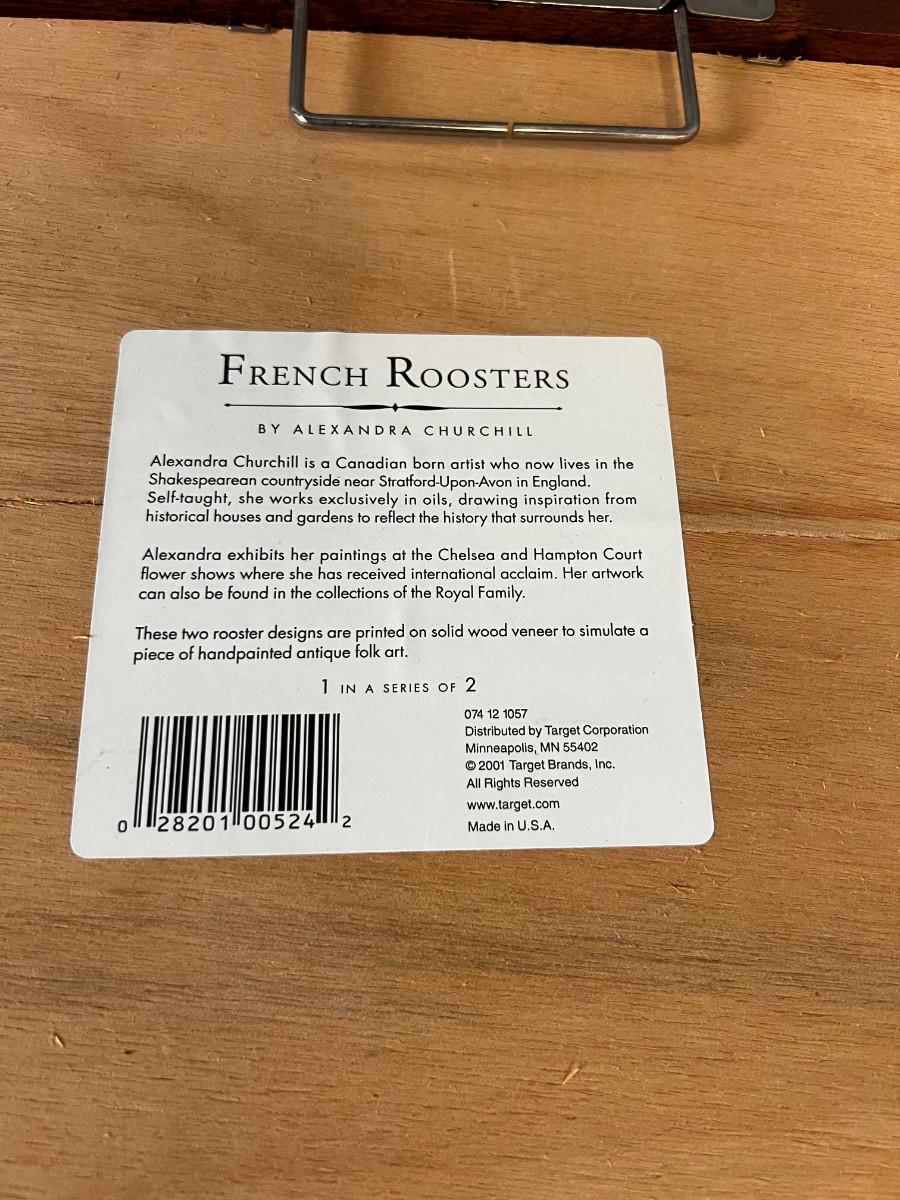 FRENCH ROOSTERS
BY ALEXANDRA CHURCHILL
Alexandra Churchill is a Canadian born artist who now lives in the
Shakespearean countryside near Stratford-Upon-Avon in England.
Self-taught, she works exclusively in oils, drawing inspiration from
historical houses and gardens to reflect the history that surrounds her.
Alexandra exhibits her paintings at the Chelsea and Hampton Court
flower shows where she has received international acclaim. Her artwork
can also be found in the collections of the Royal Family.
These two rooster designs are printed on solid wood veneer to simulate a
piece of handpainted antique folk art.
1 IN A SERIES OF 2
074 12 1057
Distributed by Target Corporation
Minneapolis, MN 55402
© 2001 Target Brands, Inc.
All Rights Reserved
www.target.com
Made in U.S.A.
0 28201 00524 2